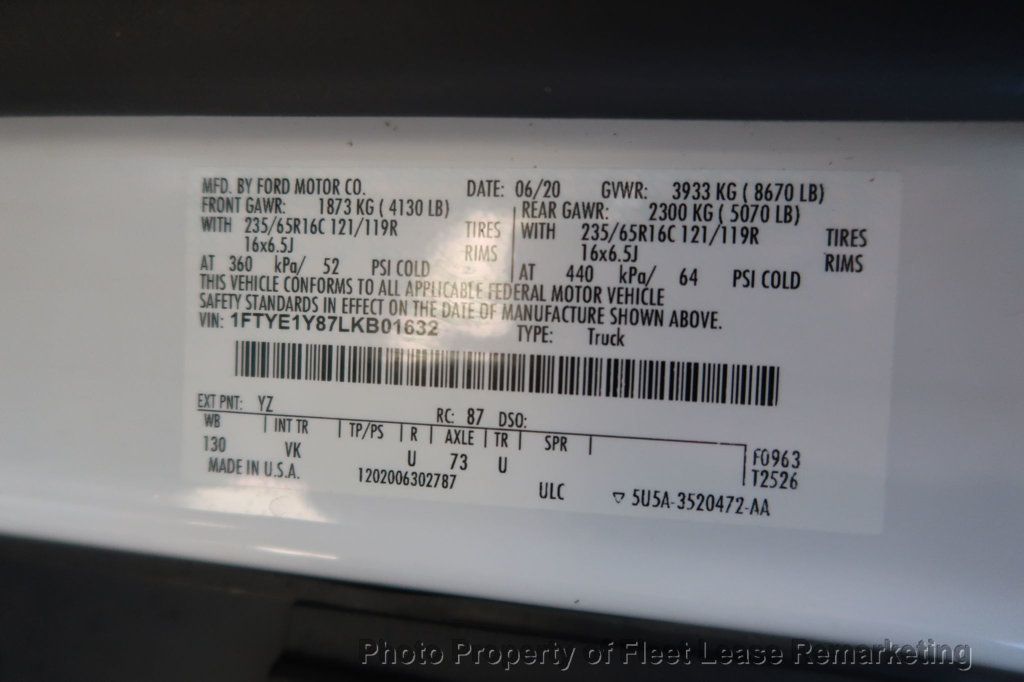 MFD. BY FORD MOTOR CO. DATE: 06/20 GVWR: 3933 KG ( 8670 LB)
FRONT GAWR: 1873 KG ( 4130 LB) REAR GAWR: 2300 KG ( 5070 LB)
WITH 235/65R16C 121/119R TIRES WITH 235/65R16C 121/119R TIRES
16x6.5J RIMS 16x6.5J RIMS
AT 360 kPa/ 52 PSI COLD AT 440 kPa/ 64 PSI COLD
THIS VEHICLE CONFORMS TO ALL APPLICABLE FEDERAL MOTOR VEHICLE
SAFETY STANDARDS IN EFFECT ON THE DATE OF MANUFACTURE SHOWN ABOVE.
VIN: 1FTYE1Y87LKB01632 TYPE: Truck
EXT PNT: YZ RC: 87 DSO:
WB INT TR TP/PS R AXLE TR SPR
130 VK U 73 U F0963
MADE IN U.S.A. 1202006302787 T2526
ULC ▽ 5U5A-3520472-AA
Photo Property of Fleet Lease Remarketing